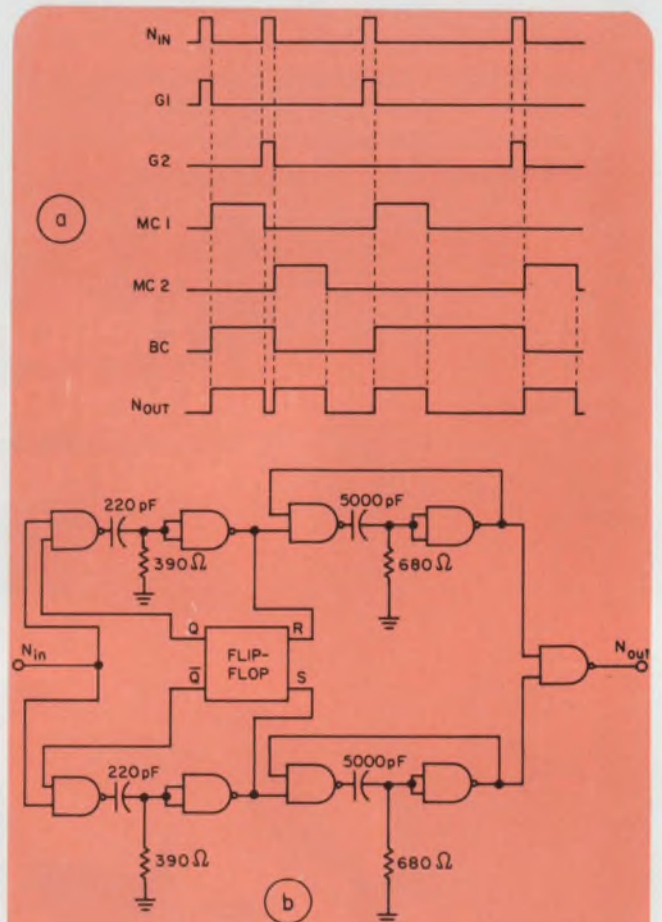 N_IN
G1
G2
a
MC 1
MC 2
BC
N_OUT
220 pF
5000 pF
390 Ω
680 Ω
Q R
N_in
FLIP-
FLOP
N_out
Q̅ S
220 pF
5000 pF
390 Ω
680 Ω
b